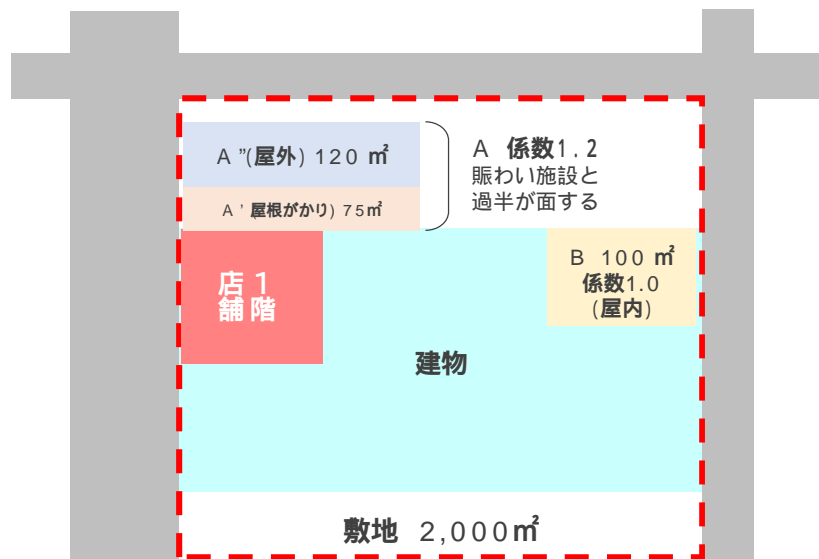 A ”(屋外) 120 ㎡
A ’屋根がかり) 75㎡
A 係数1.2
賑わい施設と
過半が面する
B 100 ㎡
係数1.0
(屋内)
店 1
舗 階
建物
敷地 2,000㎡